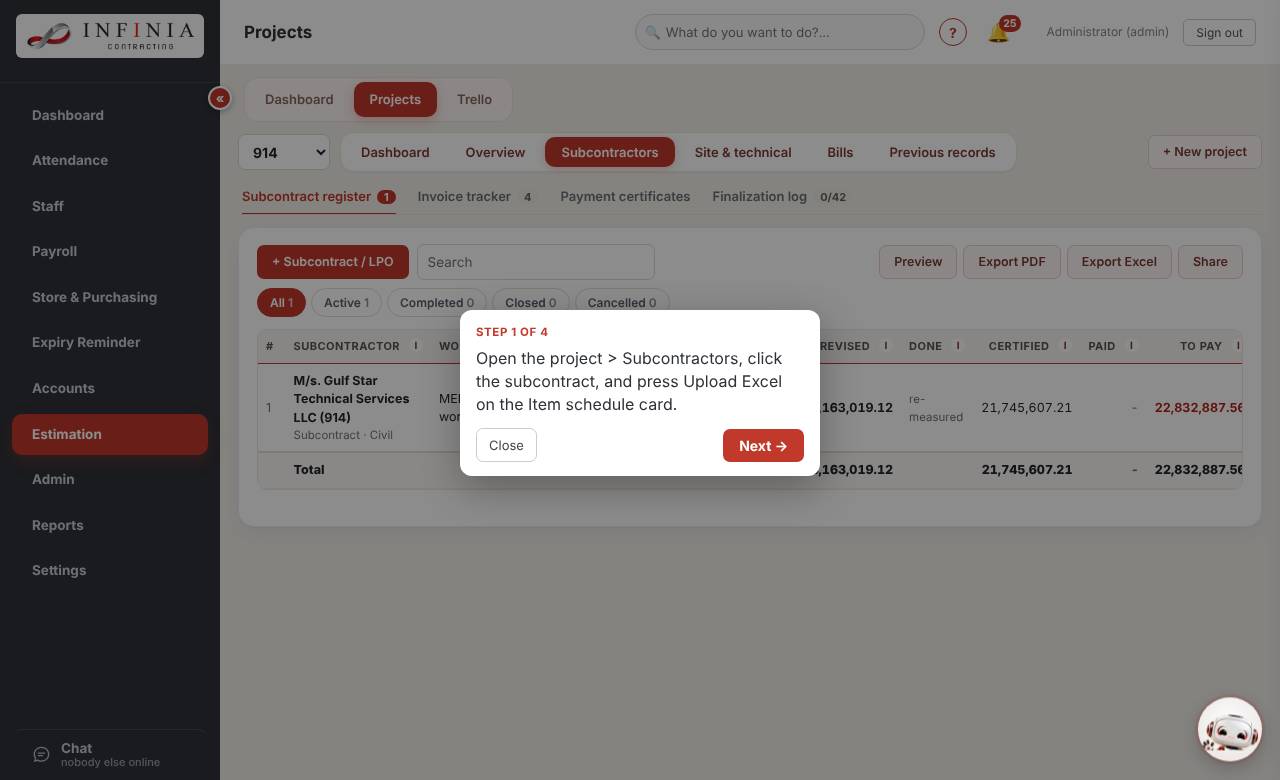 INFINIA
CONTRACTING
Projects
What do you want to do?...
?
25
Administrator (admin)
Sign out
«
Dashboard
Attendance
Staff
Payroll
Store & Purchasing
Expiry Reminder
Accounts
Estimation
Admin
Reports
Settings
Chat
nobody else online
Dashboard Projects Trello
914
Dashboard Overview Subcontractors Site & technical Bills Previous records
+ New project
Subcontract register 1 Invoice tracker 4 Payment certificates Finalization log 0/42
+ Subcontract / LPO
Search
Preview Export PDF Export Excel Share
All 1 Active 1 Completed 0 Closed 0 Cancelled 0
# SUBCONTRACTOR I WO REVISED I DONE I CERTIFIED I PAID I TO PAY I
1 M/s. Gulf Star Technical Services LLC (914)
Subcontract · Civil
163,019.12 re-measured 21,745,607.21 - 22,832,887.56
Total ,163,019.12 21,745,607.21 - 22,832,887.56
STEP 1 OF 4
Open the project > Subcontractors, click
the subcontract, and press Upload Excel
on the Item schedule card.
Close
Next →